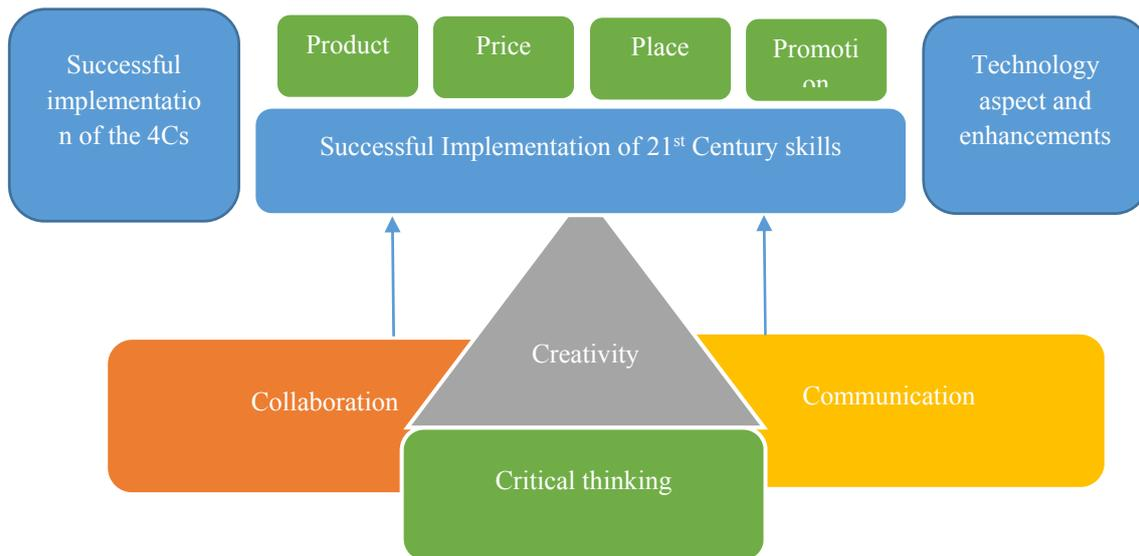 Successful
implementatio
n of the 4Cs
Product
Price
Place
Promoti
on
Technology
aspect and
enhancements
Successful Implementation of 21st Century skills
Creativity
Collaboration
Communication
Critical thinking